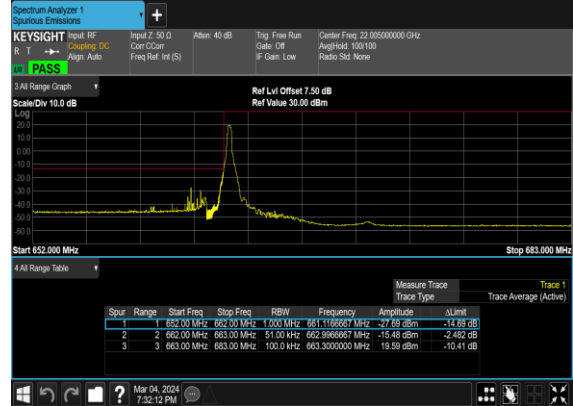 Spectrum Analyzer 1
Spurious Emissions
KEYSIGHT Input: RF Input Z: 50 Ω Atten: 40 dB Trig: Free Run Center Freq: 22.005000000 GHz
R T Coupling: DC Corr CCorr Gate: Off Avg|Hold: 100/100
Align: Auto Freq Ref: Int (S) IF Gain: Low Radio Std: None
PASS
3 All Range Graph
Ref Lvl Offset 7.50 dB
Scale/Div 10.0 dB Ref Value 30.00 dBm
Log
20.0
10.0
0.00
-10.0
-20.0
-30.0
-40.0
-50.0
-60.0
Start 652.000 MHz Stop 683.000 MHz
4 All Range Table
Measure Trace Trace 1
Trace Type Trace Average (Active)
Spur Range Start Freq Stop Freq RBW Frequency Amplitude ΔLimit
1 1 652.00 MHz 662.00 MHz 1.000 MHz 661.1166667 MHz -27.69 dBm -14.69 dB
2 2 662.00 MHz 663.00 MHz 51.00 kHz 662.9966667 MHz -15.48 dBm -2.482 dB
3 3 663.00 MHz 683.00 MHz 100.0 kHz 663.3000000 MHz 19.59 dBm -10.41 dB
? Mar 04, 2024
7:32:12 PM